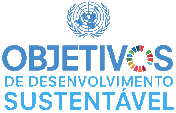 OBJETIVOS
DE DESENVOLVIMENTO
SUSTENTÁVEL